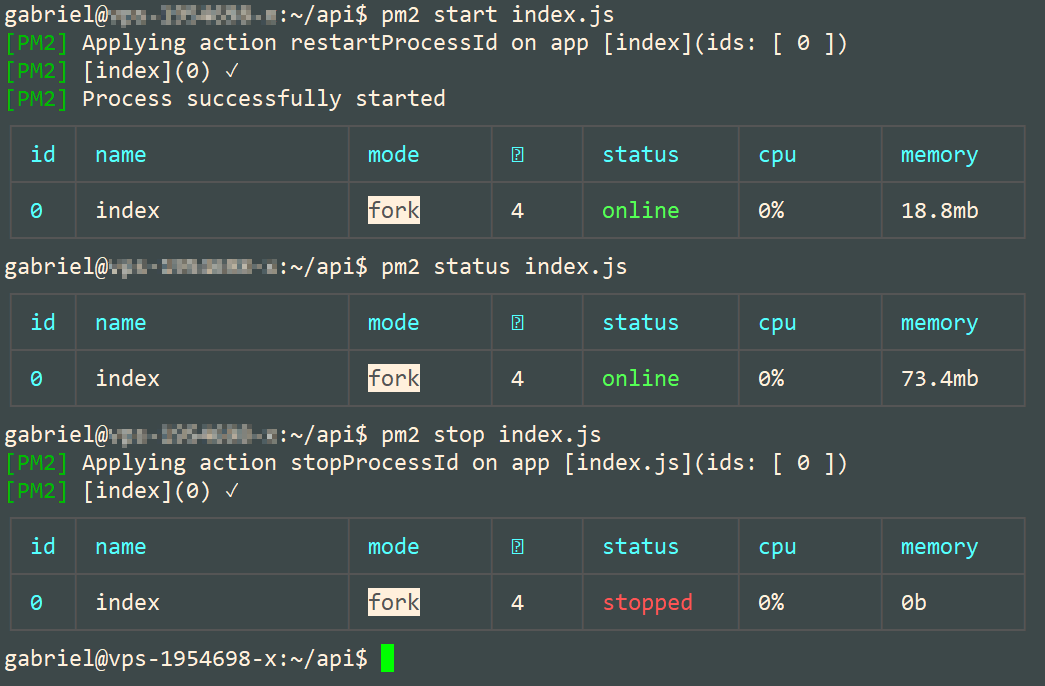 gabriel@:~/api$ pm2 start index.js
[PM2] Applying action restartProcessId on app [index](ids: [ 0 ])
[PM2] [index](0) ✓
[PM2] Process successfully started
id name mode status cpu memory
0 index fork 4 online 0% 18.8mb
gabriel@:~/api$ pm2 status index.js
id name mode status cpu memory
0 index fork 4 online 0% 73.4mb
gabriel@:~/api$ pm2 stop index.js
[PM2] Applying action stopProcessId on app [index.js](ids: [ 0 ])
[PM2] [index](0) ✓
id name mode status cpu memory
0 index fork 4 stopped 0% 0b
gabriel@vps-1954698-x:~/api$